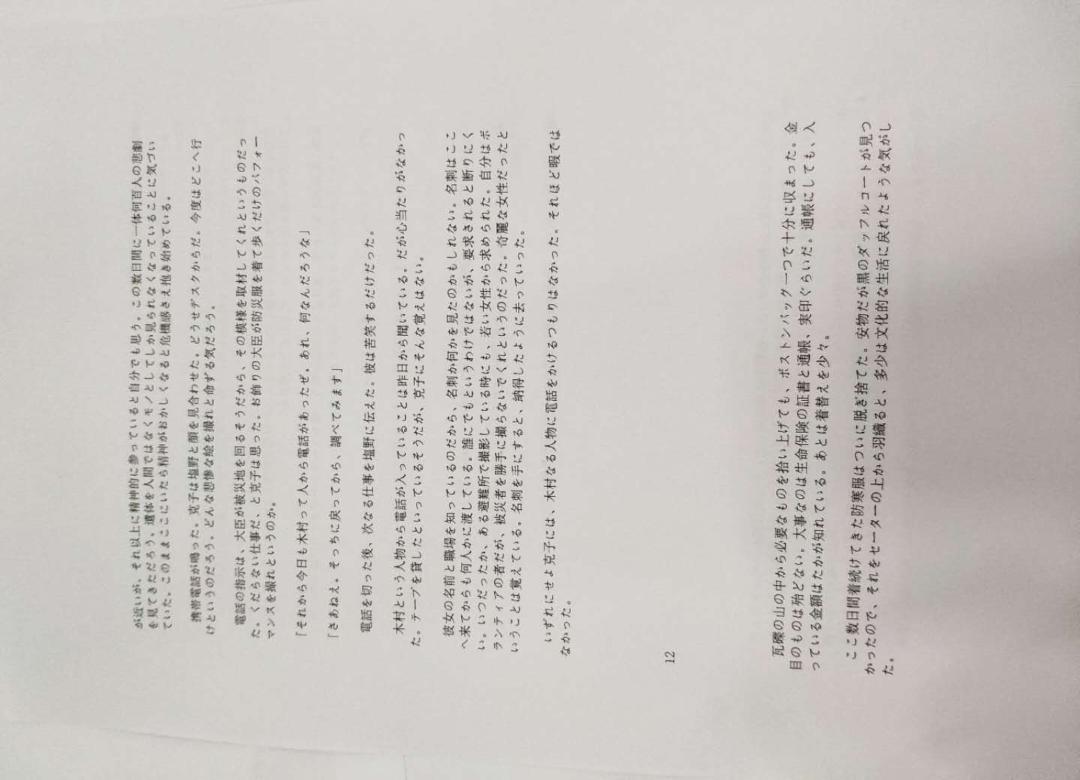 が近いが、それ以上に精神的に参っていると自分でも思う。この数日間に一体何百人の悲劇
を見てきただろう。遺体を人間ではなくモノとしてしか見られなくなっていることに気づい
ていた。このままここにいたら精神がおかしくなると危機感さえ抱き始めている。
携帯電話が鳴った。克子は塩野と顔を見合わせた。どうせデスクからだ。今度はどこへ行
けというのだろう。どんな悲惨な絵を撮れと命ずる気だろう。
電話の指示は、大臣が被災地を回るそうだから、その模様を取材してくれというものだっ
た。くだらない仕事だ、と克子は思った。お飾りの大臣が防災服を着て歩くだけのパフォー
マンスを撮れというのか。
「それから今日も木村って人から電話があったぜ。あれ、何なんだろうな」
「さあねえ。そっちに戻ってから、調べてみます」
電話を切った後、次なる仕事を塩野に伝えた。彼は苦笑するだけだった。
木村という人物から電話が入っていることは昨日から聞いている。だが心当たりがなかっ
た。テープを貸したといっているそうだが、克子にそんな覚えはない。
彼女の名前と職場を知っているのだから、名刺か何かを見たのかもしれない。名刺はここ
へ来てからも何人かに渡している。誰にでもというわけではないが、要求されると断りにく
い。いつだったか、ある避難所で撮影している時にも、若い女性から求められた。自分はボ
ランティアの者だが、被災者を勝手に撮らないでくれというのだった。奇麗な女性だったと
いうことは覚えている。名刺を手にすると、納得したように去っていった。
いずれにせよ克子には、木村なる人物に電話をかけるつもりはなかった。それほど暇では
なかった。
12
瓦礫の山の中から必要なものを拾い上げても、ボストンバッグ一つで十分に収まった。金
目のものは殆どない。大事なのは生命保険の証書と通帳、実印ぐらいだ。通帳にしても、入
っている金額はたかが知れている。あとは着替えを少々。
ここ数日間着続けてきた防寒服はついに脱ぎ捨てた。安物だが黒のダッフルコートが見つ
かったので、それをセーターの上から羽織ると、多少は文化的な生活に戻れたような気がし
た。